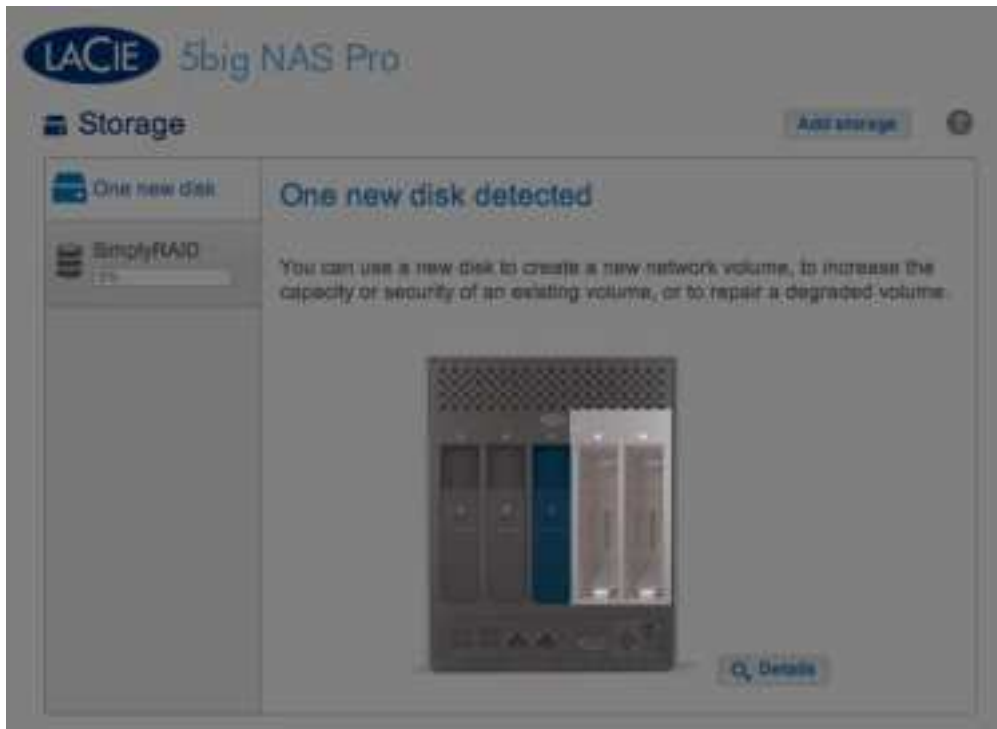 LACIE 5big NAS Pro
Storage
Add storage
One new disk
SimplyRAID
One new disk detected
You can use a new disk to create a new network volume, to increase the
capacity or security of an existing volume, or to repair a degraded volume.
Details